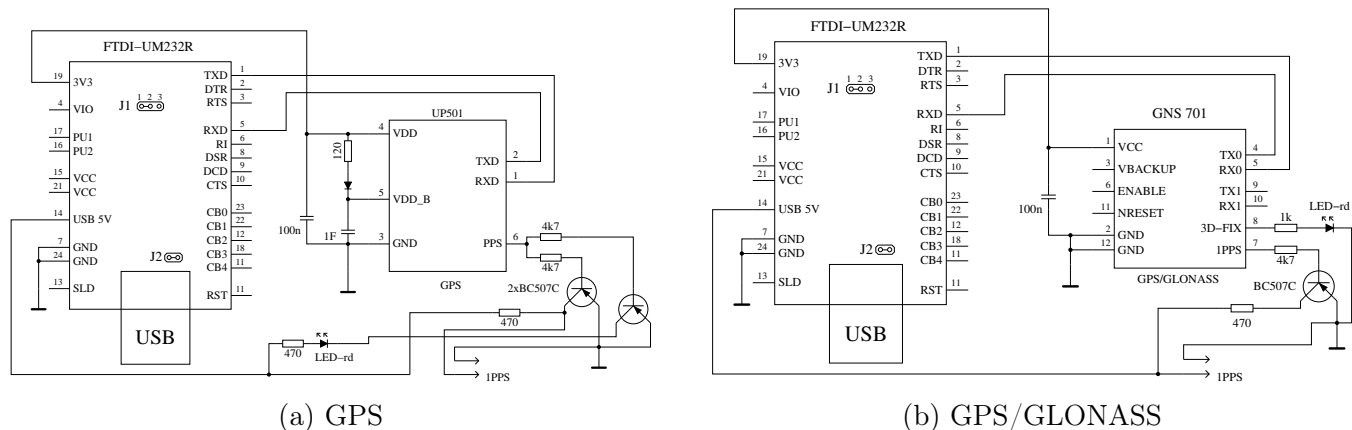 FTDI−UM232R
19 3V3
4 VIO
17 PU1
16 PU2
15 VCC
21 VCC
14 USB 5V
7 GND
24 GND
13 SLD
J1 1 2 3
J2
TXD 1
DTR 2
RTS 3
RXD 5
RI 6
DSR 8
DCD 9
CTS 10
CB0 23
CB1 22
CB2 12
CB3 18
CB4 11
RST 11
USB
100n
120
1F
UP501
4 VDD
5 VDD_B
3 GND
TXD 2
RXD 1
PPS 6
GPS
4k7
4k7
2xBC507C
470
470
LED−rd
1PPS
(a) GPS
FTDI−UM232R
19 3V3
4 VIO
17 PU1
16 PU2
15 VCC
21 VCC
14 USB 5V
7 GND
24 GND
13 SLD
J1 1 2 3
J2
TXD 1
DTR 2
RTS 3
RXD 5
RI 6
DSR 8
DCD 9
CTS 10
CB0 23
CB1 22
CB2 12
CB3 18
CB4 11
RST 11
USB
100n
GNS 701
1 VCC
3 VBACKUP
6 ENABLE
11 NRESET
2 GND
12 GND
TX0 4
RX0 5
TX1 9
RX1 10
3D−FIX 8
1PPS 7
GPS/GLONASS
1k
LED−rd
4k7
BC507C
470
1PPS
(b) GPS/GLONASS